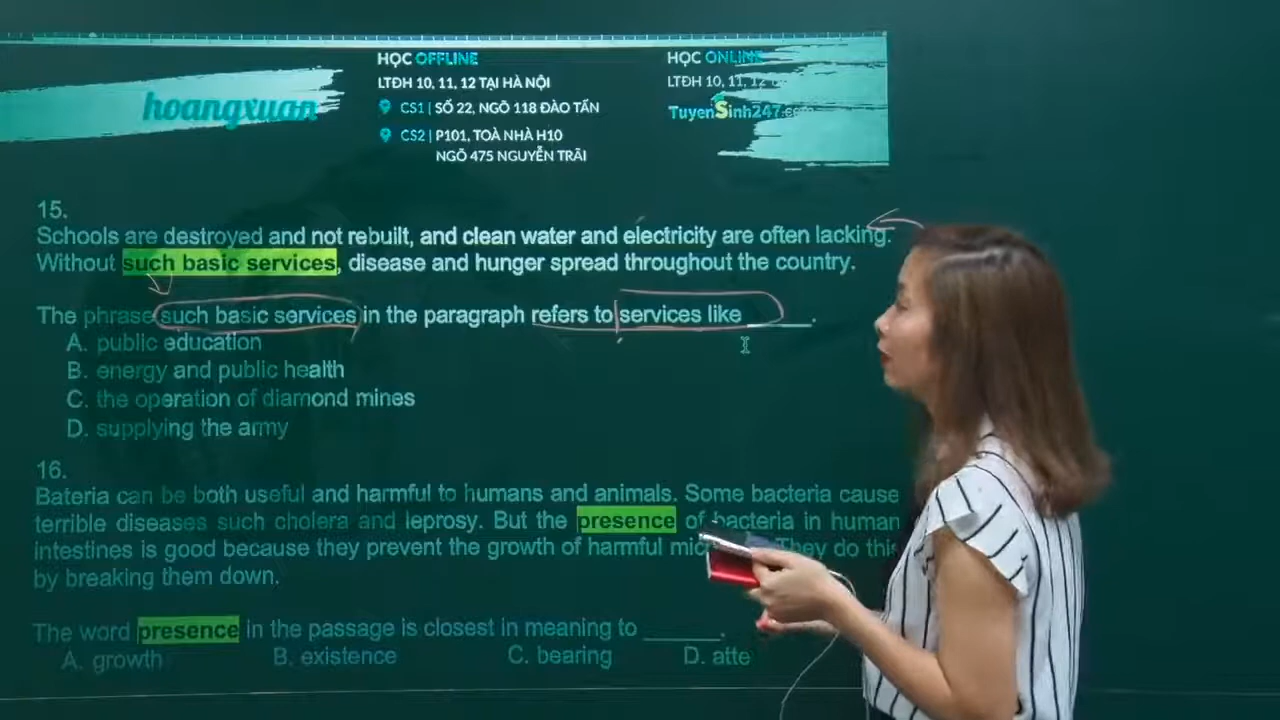 hoangxuan
HỌC OFFLINE
LTĐH 10, 11, 12 TẠI HÀ NỘI
CS1 | SỐ 22, NGÕ 118 ĐÀO TẤN
CS2 | P101, TOÀ NHÀ H10
NGÕ 475 NGUYỄN TRÃI
HỌC ONLINE
LTĐH 10, 11, 12
TuyenSinh247.com
15.
Schools are destroyed and not rebuilt, and clean water and electricity are often lacking.
Without such basic services, disease and hunger spread throughout the country.
The phrase such basic services in the paragraph refers to services like ______.
A. public education
B. energy and public health
C. the operation of diamond mines
D. supplying the army
16.
Bateria can be both useful and harmful to humans and animals. Some bacteria cause
terrible diseases such cholera and leprosy. But the presence of bacteria in human
intestines is good because they prevent the growth of harmful They do this
by breaking them down.
The word presence in the passage is closest in meaning to ______.
A. growth B. existence C. bearing D. atte